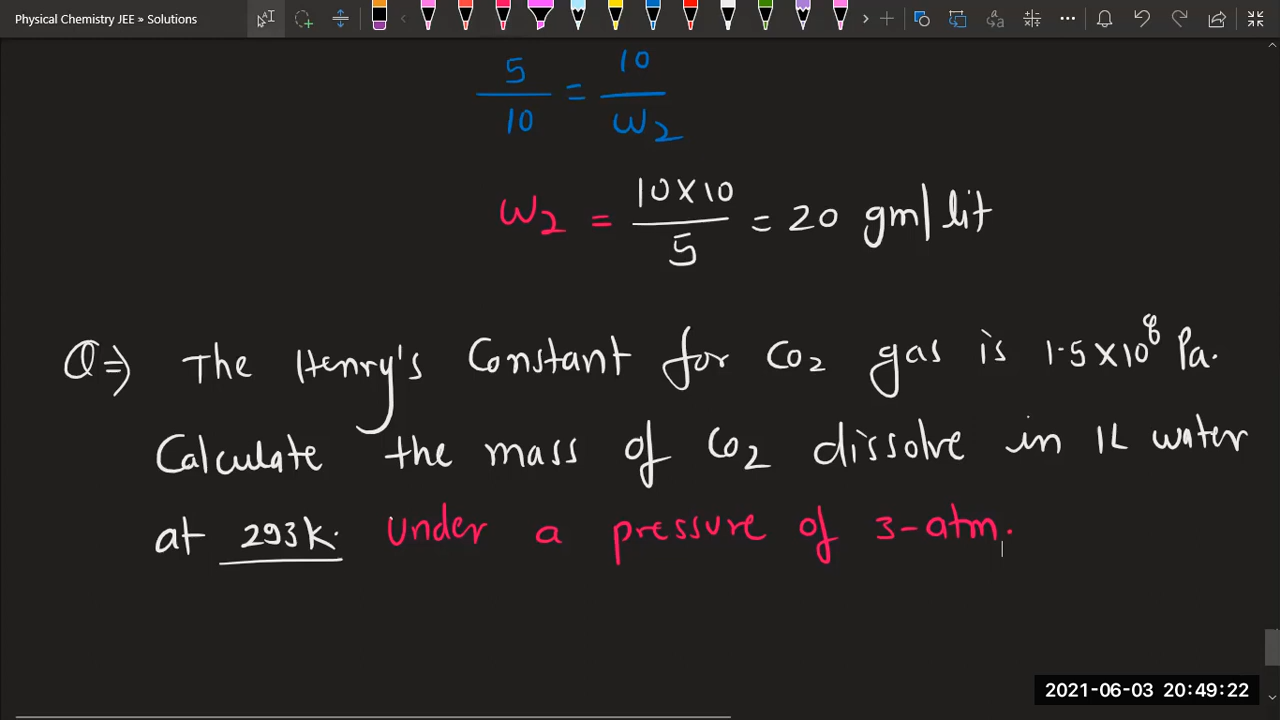 Physical Chemistry JEE » Solutions
5/10 = 10/W2
W2 = 10×10/5 = 20 gm/lit
Q⇒ The Henry's Constant for CO2 gas is 1.5×10^8 Pa.
Calculate the mass of CO2 dissolve in 1L water
at 293K. Under a pressure of 3-atm.
2021-06-03 20:49:22